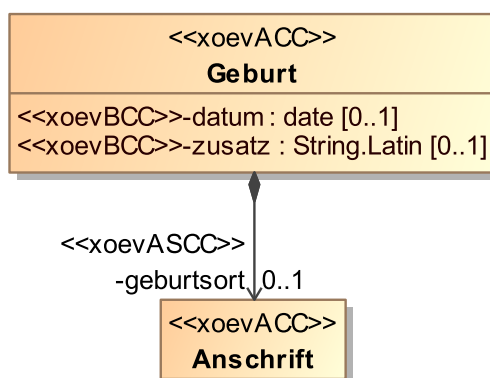 <<xoevACC>>
Geburt
<<xoevBCC>>-datum : date [0..1]
<<xoevBCC>>-zusatz : String.Latin [0..1]
<<xoevASCC>>
-geburtsort 0..1
<<xoevACC>>
Anschrift